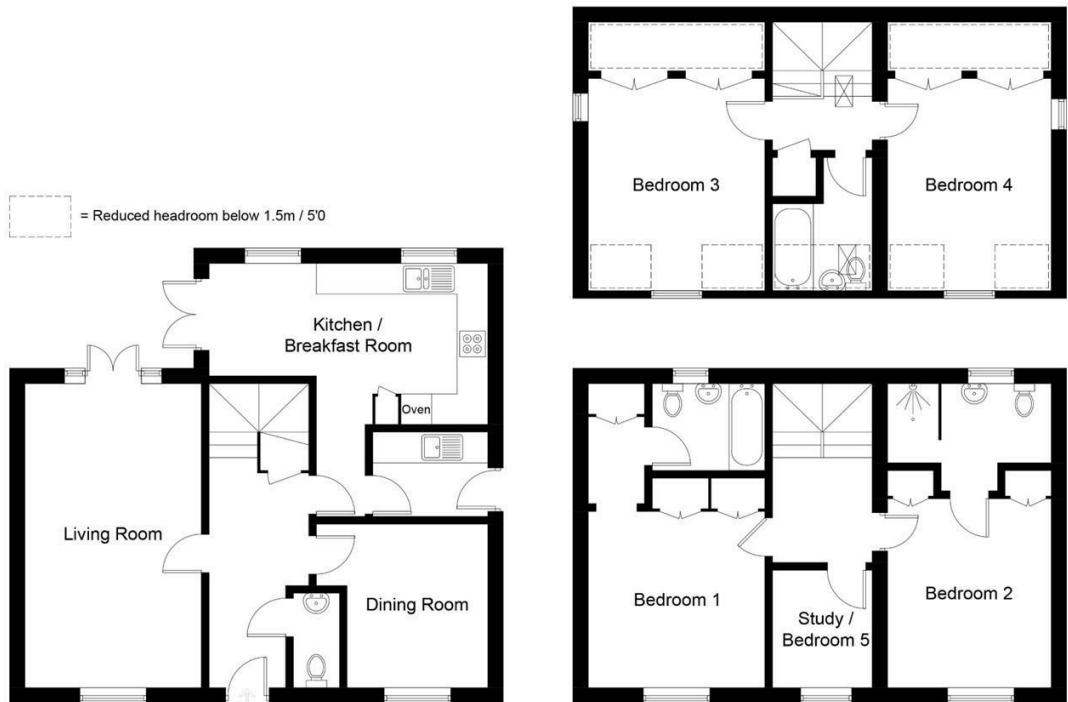 Bedroom 3
Bedroom 4
= Reduced headroom below 1.5m / 5'0
Kitchen /
Breakfast Room
Oven
Living Room
Dining Room
Bedroom 1
Study /
Bedroom 5
Bedroom 2